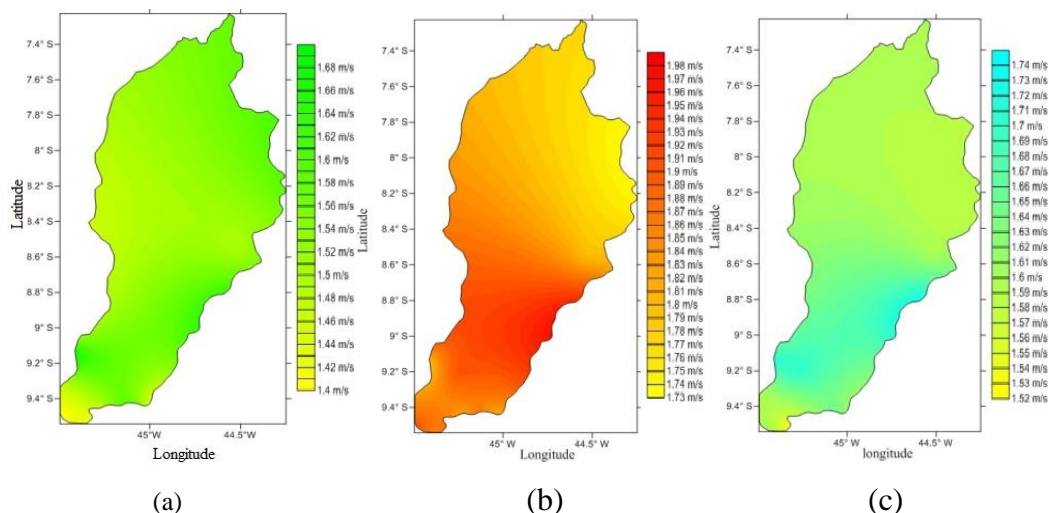 Latitude
7.4° S
7.6° S
7.8° S
8° S
8.2° S
8.4° S
8.6° S
8.8° S
9° S
9.2° S
9.4° S
45° W
44.5° W
Longitude
1.68 m/s
1.66 m/s
1.64 m/s
1.62 m/s
1.6 m/s
1.58 m/s
1.56 m/s
1.54 m/s
1.52 m/s
1.5 m/s
1.48 m/s
1.46 m/s
1.44 m/s
1.42 m/s
1.4 m/s
(a)
Latitude
7.4° S
7.6° S
7.8° S
8° S
8.2° S
8.4° S
8.6° S
8.8° S
9° S
9.2° S
9.4° S
45° W
44.5° W
Longitude
1.98 m/s
1.97 m/s
1.96 m/s
1.95 m/s
1.94 m/s
1.93 m/s
1.92 m/s
1.91 m/s
1.9 m/s
1.89 m/s
1.88 m/s
1.87 m/s
1.86 m/s
1.85 m/s
1.84 m/s
1.83 m/s
1.82 m/s
1.81 m/s
1.8 m/s
1.79 m/s
1.78 m/s
1.77 m/s
1.76 m/s
1.75 m/s
1.74 m/s
1.73 m/s
(b)
Latitude
7.4° S
7.6° S
7.8° S
8° S
8.2° S
8.4° S
8.6° S
8.8° S
9° S
9.2° S
9.4° S
45° W
44.5° W
longitude
1.74 m/s
1.73 m/s
1.72 m/s
1.71 m/s
1.7 m/s
1.69 m/s
1.68 m/s
1.66 m/s
1.65 m/s
1.64 m/s
1.62 m/s
1.61 m/s
1.6 m/s
1.59 m/s
1.58 m/s
1.57 m/s
1.55 m/s
1.54 m/s
1.53 m/s
1.52 m/s
(c)